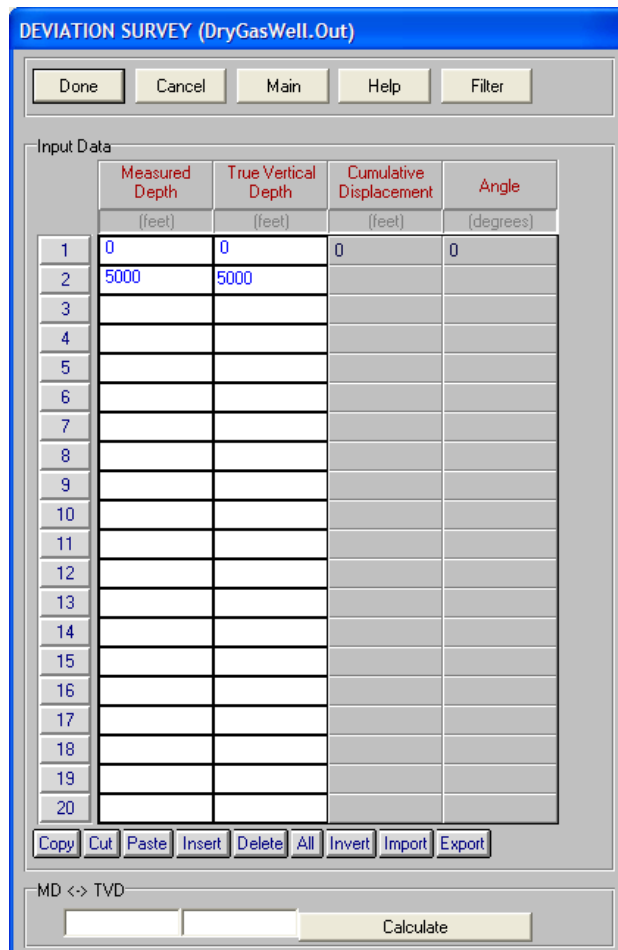 DEVIATION SURVEY (DryGasWell.Out)
Done Cancel Main Help Filter
Input Data
Measured Depth True Vertical Depth Cumulative Displacement Angle
(feet) (feet) (feet) (degrees)
1 0 0 0 0
2 5000 5000
3
4
5
6
7
8
9
10
11
12
13
14
15
16
17
18
19
20
Copy Cut Paste Insert Delete All Invert Import Export
MD <-> TVD
Calculate